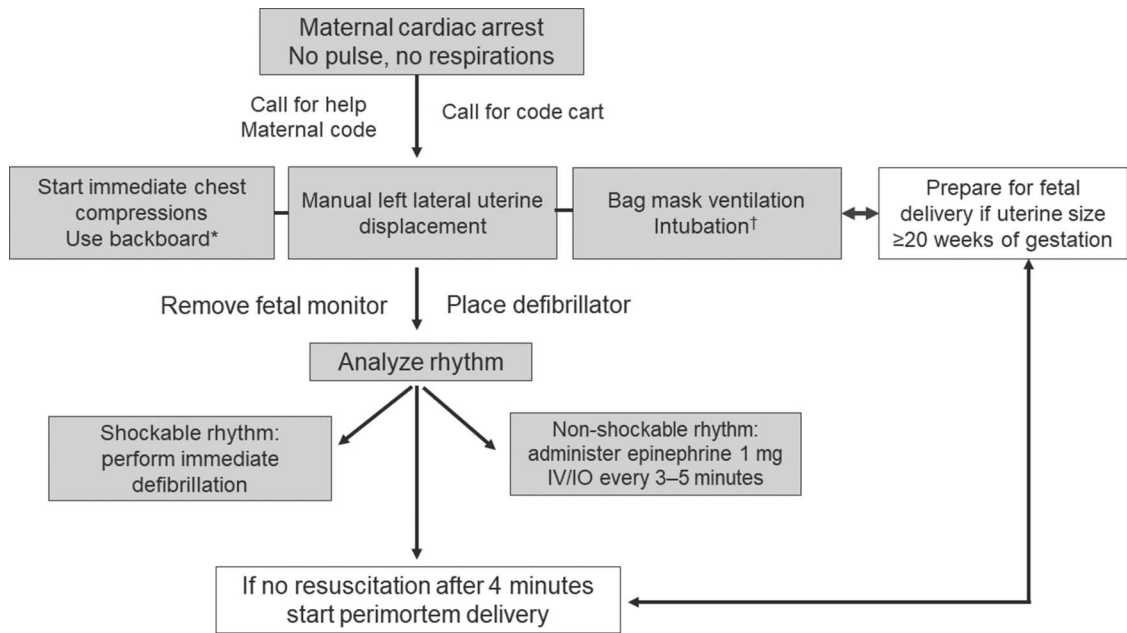 Maternal cardiac arrest
No pulse, no respirations
Call for help
Maternal code
Call for code cart
Start immediate chest
compressions
Use backboard*
Manual left lateral uterine
displacement
Bag mask ventilation
Intubation†
Prepare for fetal
delivery if uterine size
≥20 weeks of gestation
Remove fetal monitor
Place defibrillator
Analyze rhythm
Shockable rhythm:
perform immediate
defibrillation
Non-shockable rhythm:
administer epinephrine 1 mg
IV/IO every 3–5 minutes
If no resuscitation after 4 minutes
start perimortem delivery